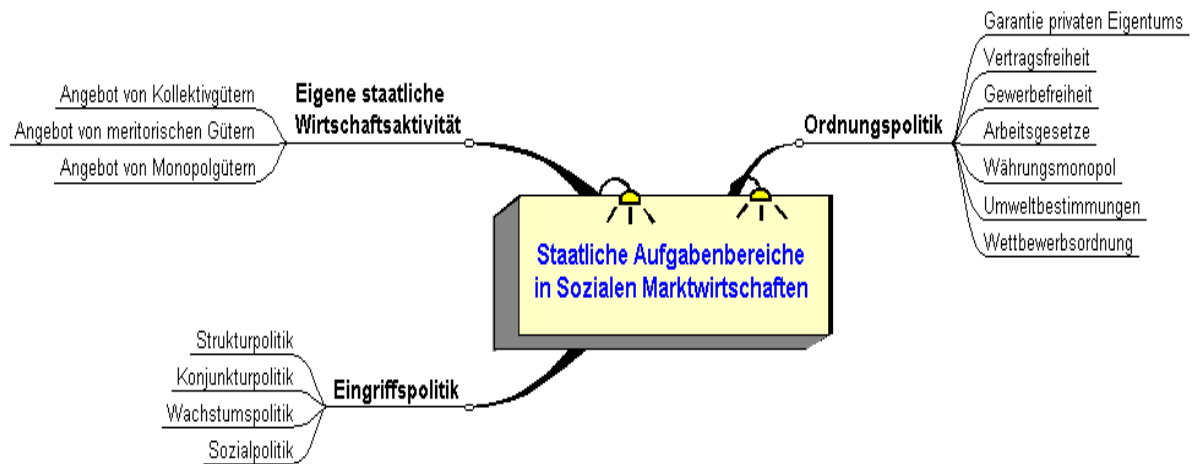 Staatliche Aufgabenbereiche
in Sozialen Marktwirtschaften
Eigene staatliche
Wirtschaftsaktivität
Angebot von Kollektivgütern
Angebot von meritorischen Gütern
Angebot von Monopolgütern
Ordnungspolitik
Garantie privaten Eigentums
Vertragsfreiheit
Gewerbefreiheit
Arbeitsgesetze
Währungsmonopol
Umweltbestimmungen
Wettbewerbsordnung
Eingriffspolitik
Strukturpolitik
Konjunkturpolitik
Wachstumspolitik
Sozialpolitik